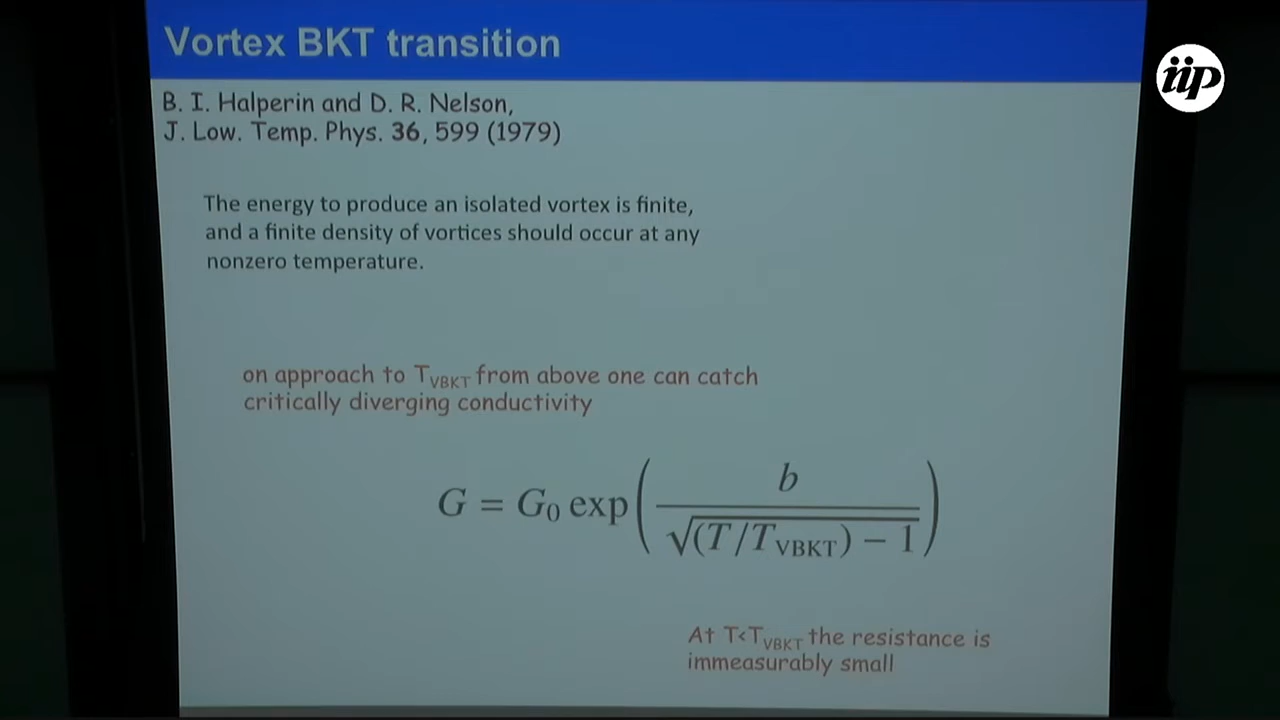 Vortex BKT transition
iip
B. I. Halperin and D. R. Nelson,
J. Low. Temp. Phys. 36, 599 (1979)
The energy to produce an isolated vortex is finite,
and a finite density of vortices should occur at any
nonzero temperature.
on approach to T_VBKT from above one can catch
critically diverging conductivity
G = G₀ exp( b / √(T/T_VBKT) − 1 )
At T<T_VBKT the resistance is
immeasurably small